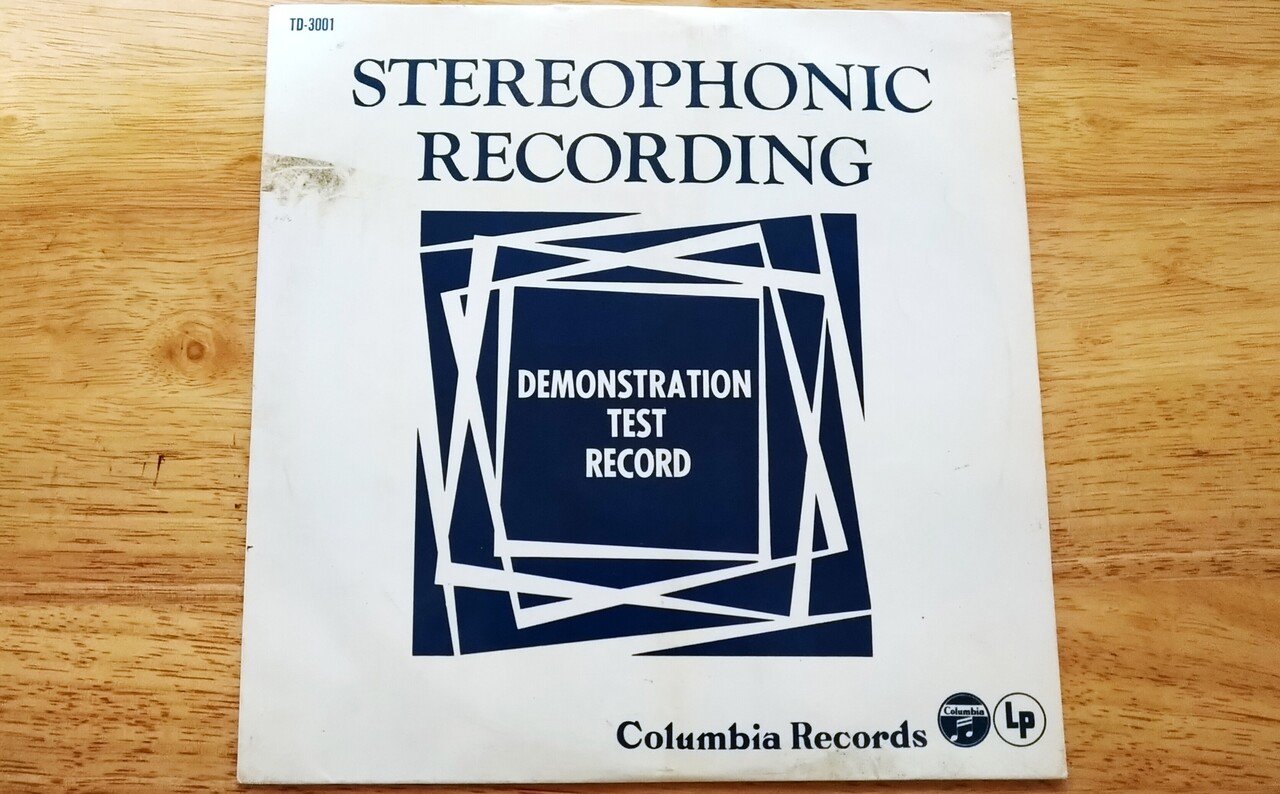 TD-3001
STEREOPHONIC
RECORDING
DEMONSTRATION
TEST
RECORD
Columbia Records
Columbia
Lp